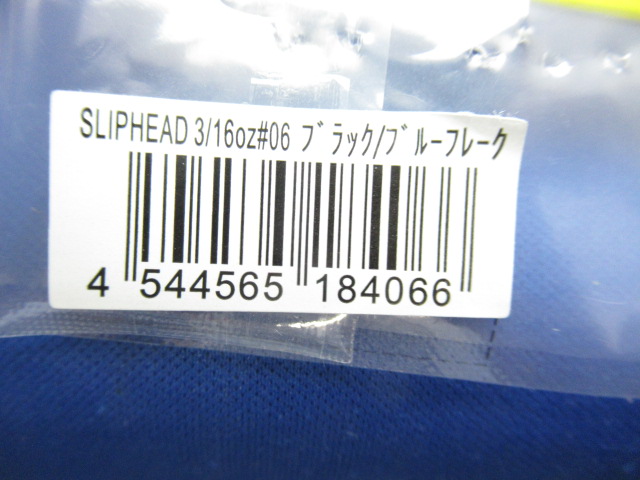 SLIPHEAD 3/16oz#06 ﾌﾞﾗｯｸ/ﾌﾞﾙｰﾌﾚｰｸ
4 544565 184066